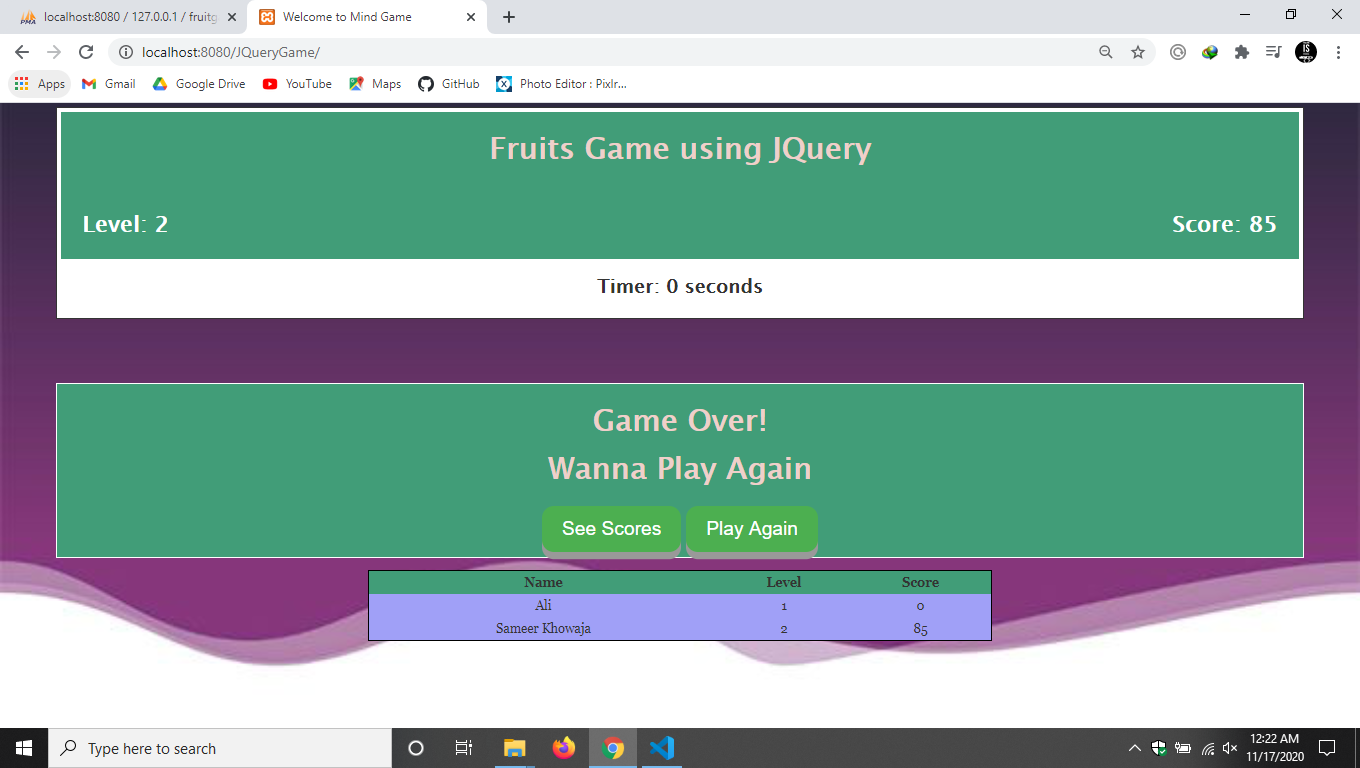 localhost:8080 / 127.0.0.1 / fruitg
Welcome to Mind Game
localhost:8080/JQueryGame/
Apps Gmail Google Drive YouTube Maps GitHub Photo Editor : Pixlr...
Fruits Game using JQuery
Level: 2 Score: 85
Timer: 0 seconds
Game Over!
Wanna Play Again
See Scores Play Again
Name Level Score
Ali 1 0
Sameer Khowaja 2 85
Type here to search
12:22 AM
11/17/2020